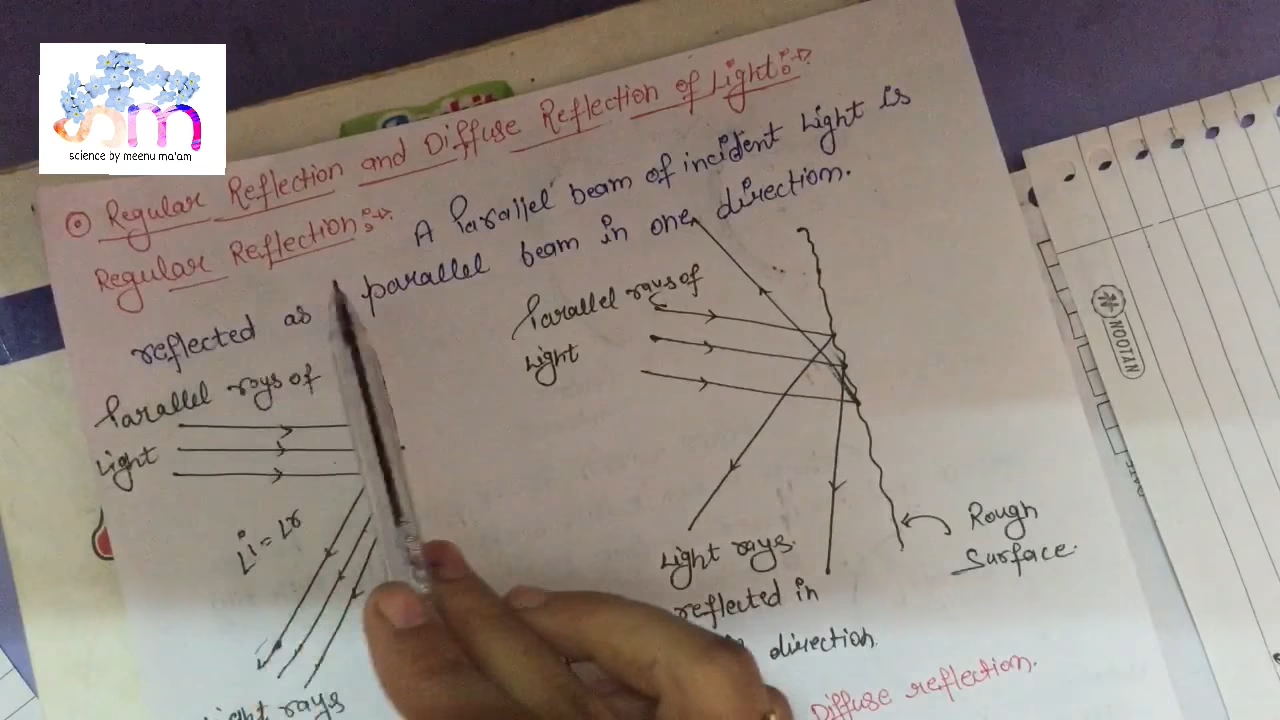 science by meenu ma'am
Regular Reflection and Diffuse Reflection of Light:→
Regular Reflection:→ A Parallel beam of incident Light is
reflected as parallel beam in one direction.
Parallel rays of
Light
∠i = ∠r
Light rays
Parallel rays of
Light
Rough
Surface.
Light rays
reflected in
direction.
Diffuse reflection.
NOOTAN
DATE